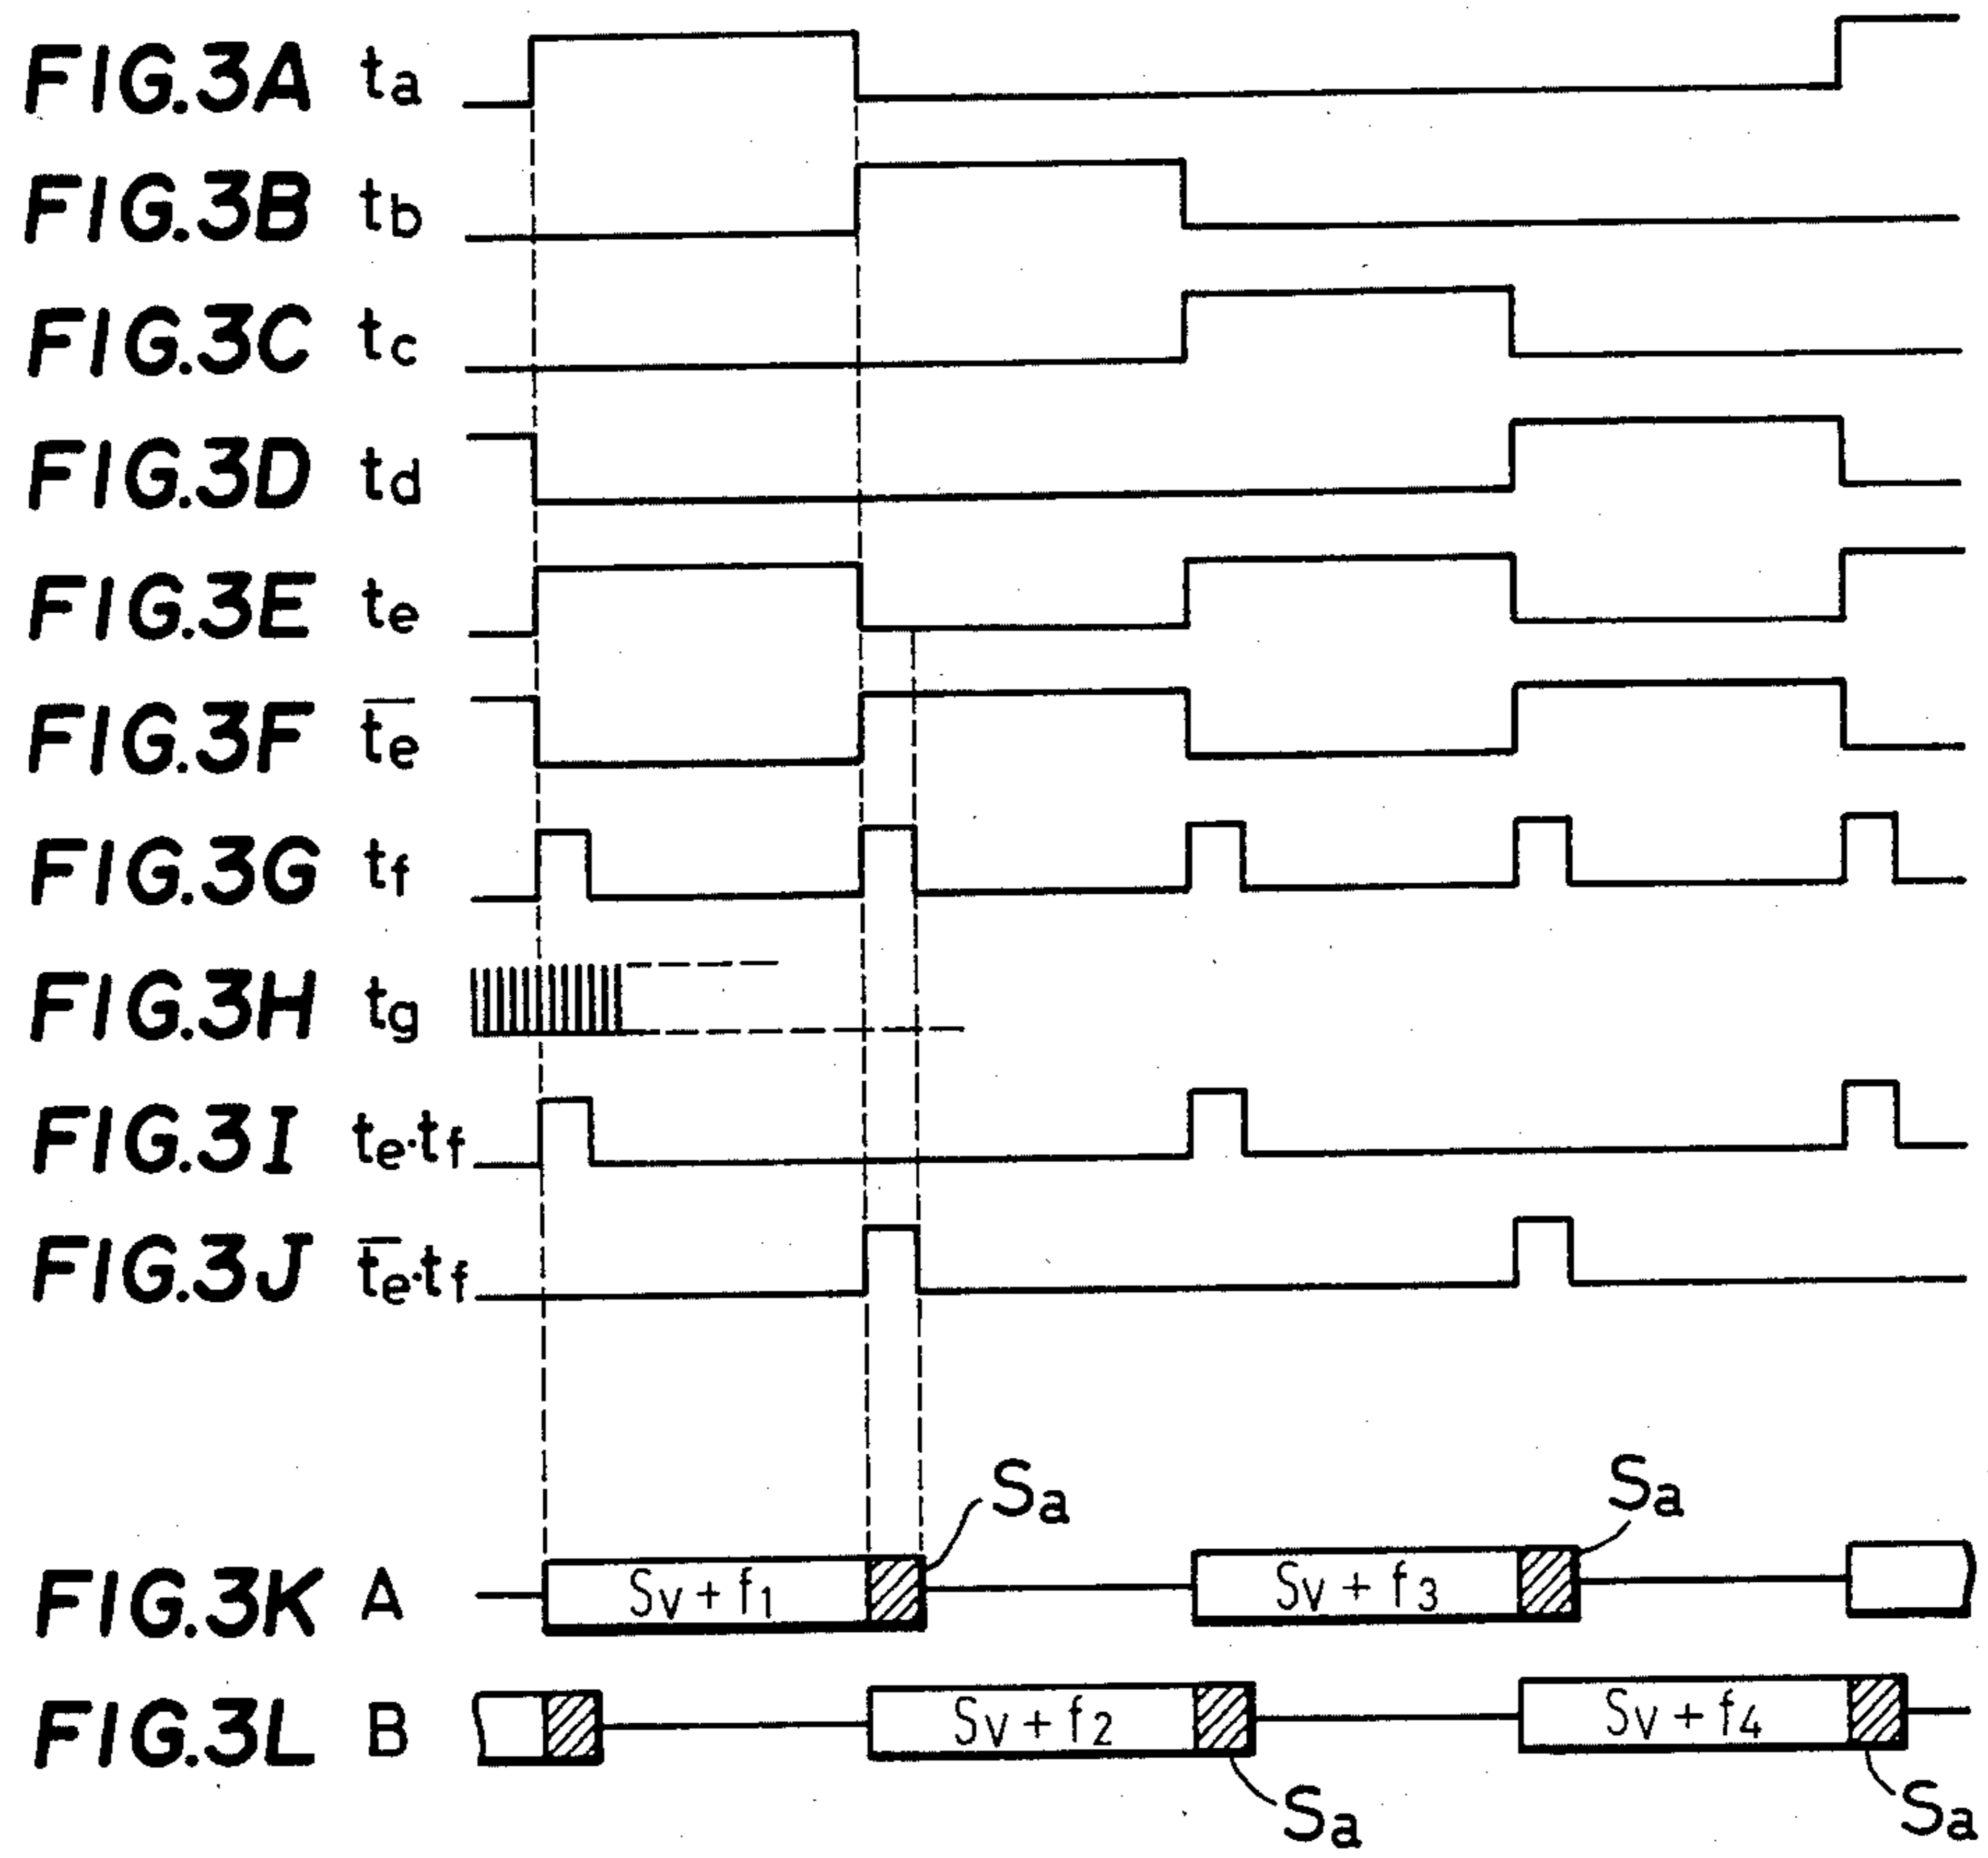 FIG.3A ta
FIG.3B tb
FIG.3C tc
FIG.3D td
FIG.3E te
FIG.3F t̅e̅
FIG.3G tf
FIG.3H tg
FIG.3I te·tf
FIG.3J t̅e̅·tf
Sa Sa
FIG.3K A Sv+f1 Sv+f3
FIG.3L B Sv+f2 Sv+f4
Sa Sa